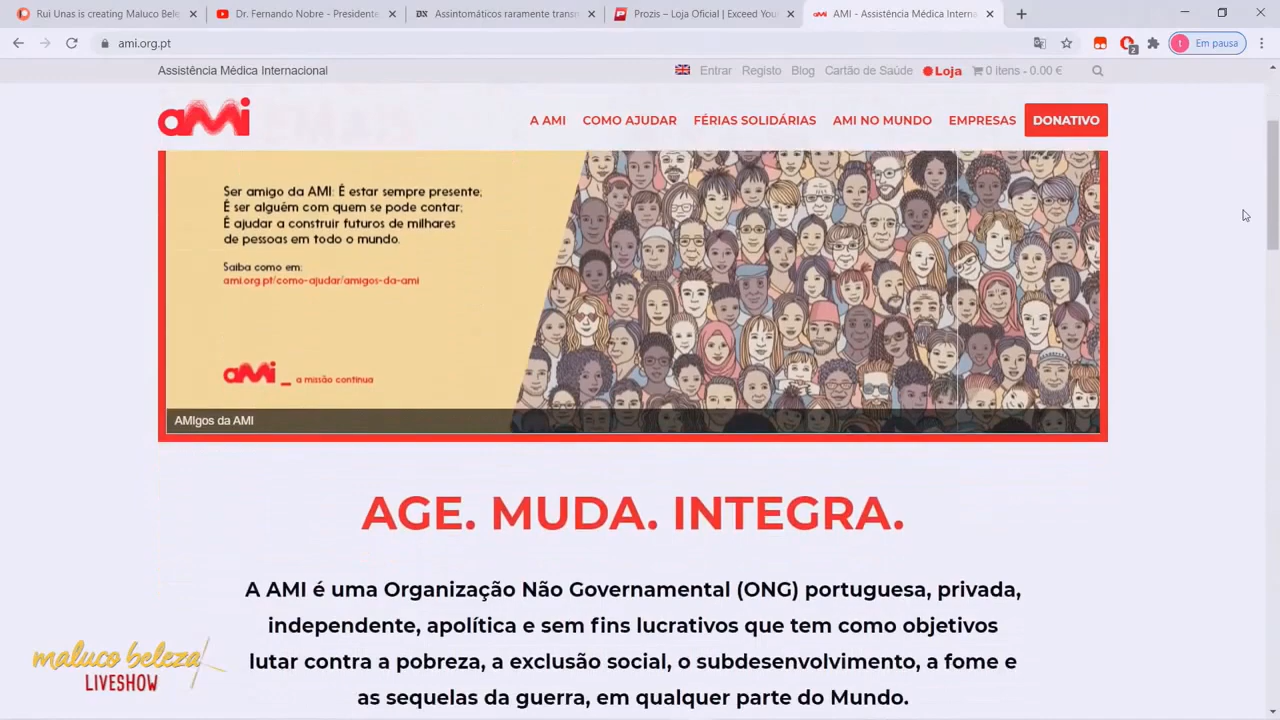 Rui Unas is creating Maluco Bele
Dr. Fernando Nobre - Presidente
Assintomáticos raramente transm
Prozis – Loja Oficial | Exceed You
AMI - Assistência Médica Interna
ami.org.pt
2
t
Em pausa
Assistência Médica Internacional
Entrar
Registo
Blog
Cartão de Saúde
Loja
0 itens - 0.00 €
aMi
A AMI
COMO AJUDAR
FÉRIAS SOLIDÁRIAS
AMI NO MUNDO
EMPRESAS
DONATIVO
Ser amigo da AMI: É estar sempre presente;
É ser alguém com quem se pode contar;
É ajudar a construir futuros de milhares
de pessoas em todo o mundo.
Saiba como em:
ami.org.pt/como-ajudar/amigos-da-ami
aMi _ a missão continua
AMIgos da AMI
AGE. MUDA. INTEGRA.
A AMI é uma Organização Não Governamental (ONG) portuguesa, privada,
independente, apolítica e sem fins lucrativos que tem como objetivos
lutar contra a pobreza, a exclusão social, o subdesenvolvimento, a fome e
as sequelas da guerra, em qualquer parte do Mundo.
maluco beleza
LIVESHOW